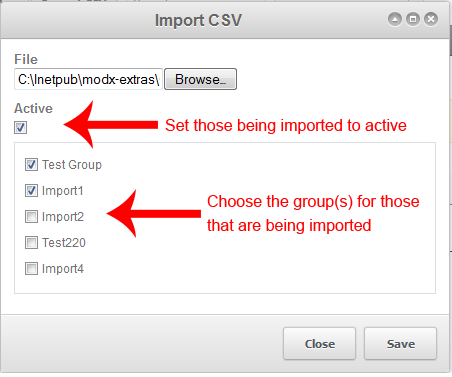 Import CSV
File
C:\Inetpub\modx-extras\
Browse..
Active
Set those being imported to active
Test Group
Import1
Import2
Test220
Import4
Choose the group(s) for those
that are being imported
Close
Save